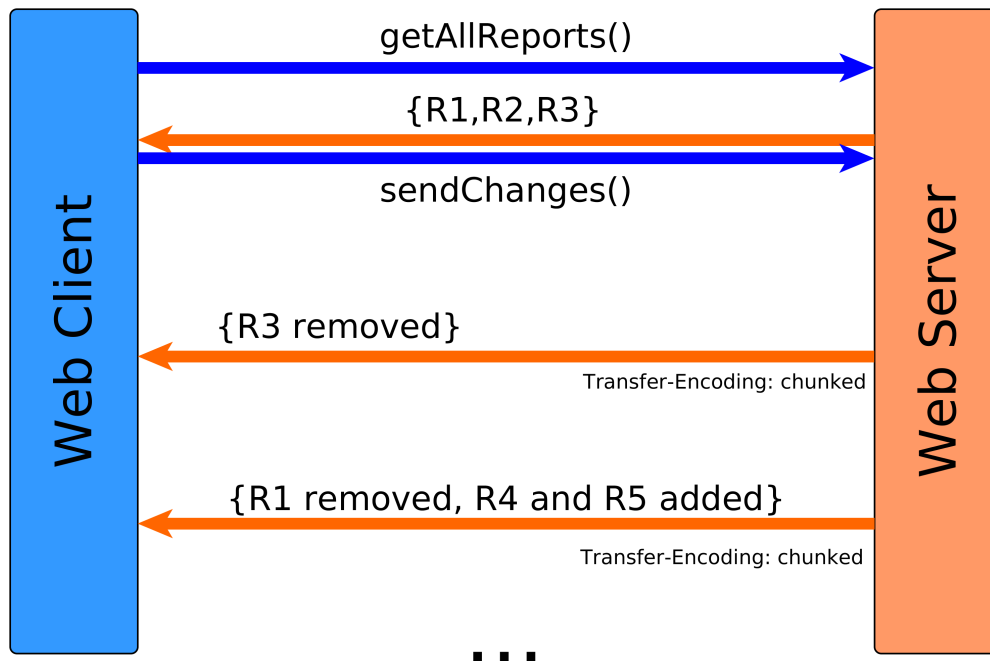 getAllReports()
{R1,R2,R3}
sendChanges()
Web Client
Web Server
{R3 removed}
Transfer-Encoding: chunked
{R1 removed, R4 and R5 added}
Transfer-Encoding: chunked
...